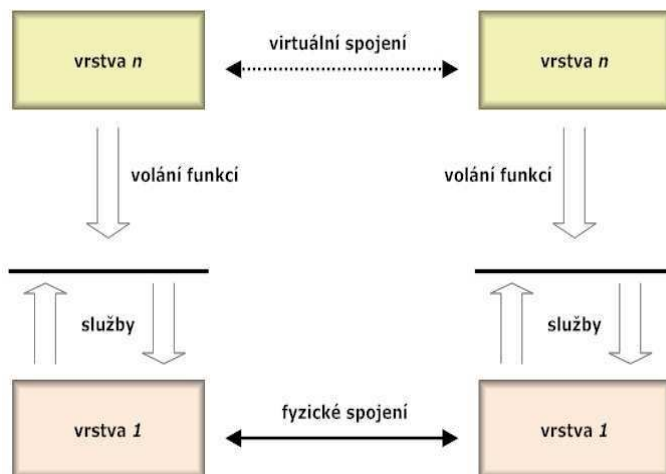 vrstva n
virtuální spojení
vrstva n
volání funkcí
volání funkcí
služby
služby
vrstva 1
fyzické spojení
vrstva 1